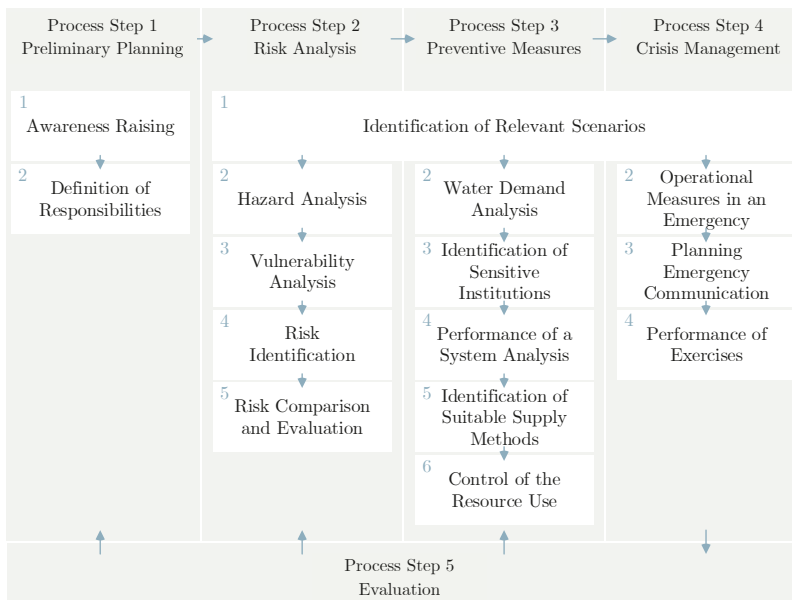 Process Step 1
Preliminary Planning
Process Step 2
Risk Analysis
Process Step 3
Preventive Measures
Process Step 4
Crisis Management
1
Awareness Raising
2
Definition of
Responsibilities
1
Identification of Relevant Scenarios
2
Hazard Analysis
3
Vulnerability
Analysis
4
Risk
Identification
5
Risk Comparison
and Evaluation
2
Water Demand
Analysis
3
Identification of
Sensitive
Institutions
4
Performance of a
System Analysis
5
Identification of
Suitable Supply
Methods
6
Control of the
Resource Use
2
Operational
Measures in an
Emergency
3
Planning
Emergency
Communication
4
Performance of
Exercises
Process Step 5
Evaluation